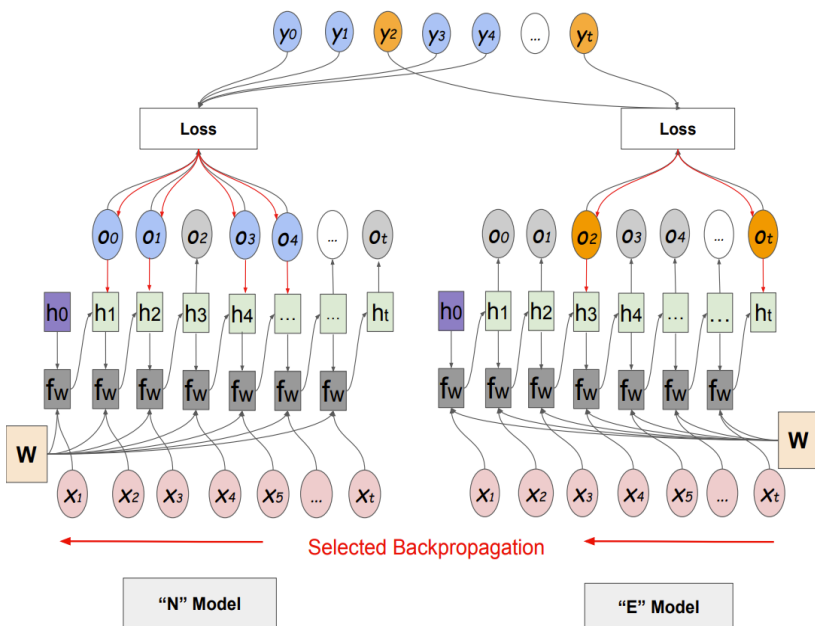 y0 y1 y2 y3 y4 ... yt
Loss Loss
o0 o1 o2 o3 o4 ... ot o0 o1 o2 o3 o4 ... ot
h0 h1 h2 h3 h4 ... ... ht h0 h1 h2 h3 h4 ... ... ht
fw fw fw fw fw fw fw fw fw fw fw fw fw fw
W W
x1 x2 x3 x4 x5 ... xt x1 x2 x3 x4 x5 ... xt
Selected Backpropagation
“N” Model “E” Model